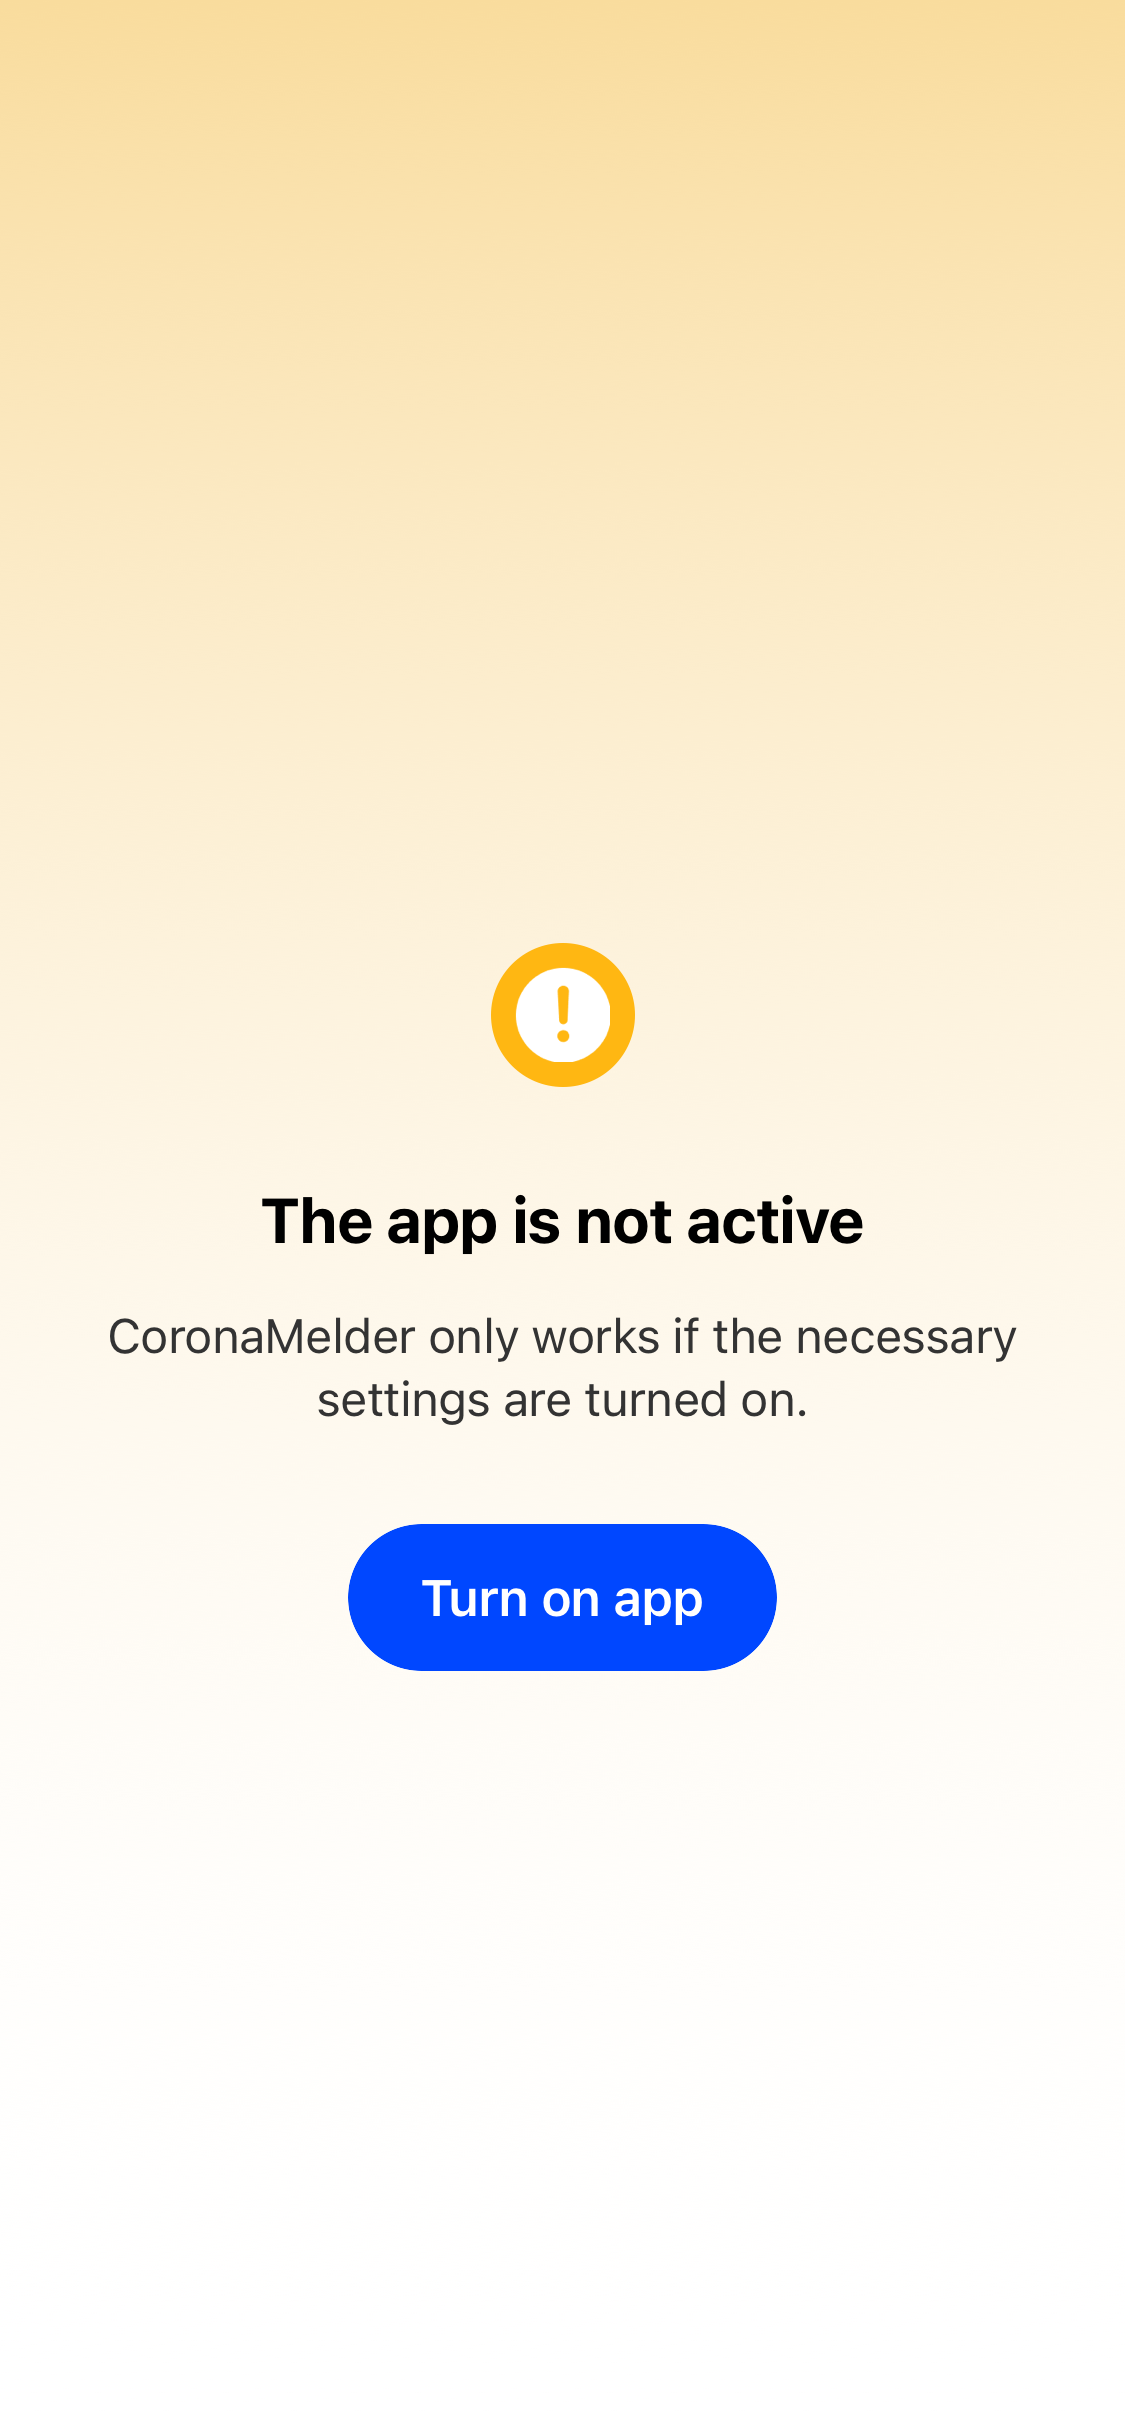 The app is not active
CoronaMelder only works if the necessary
settings are turned on.
Turn on app